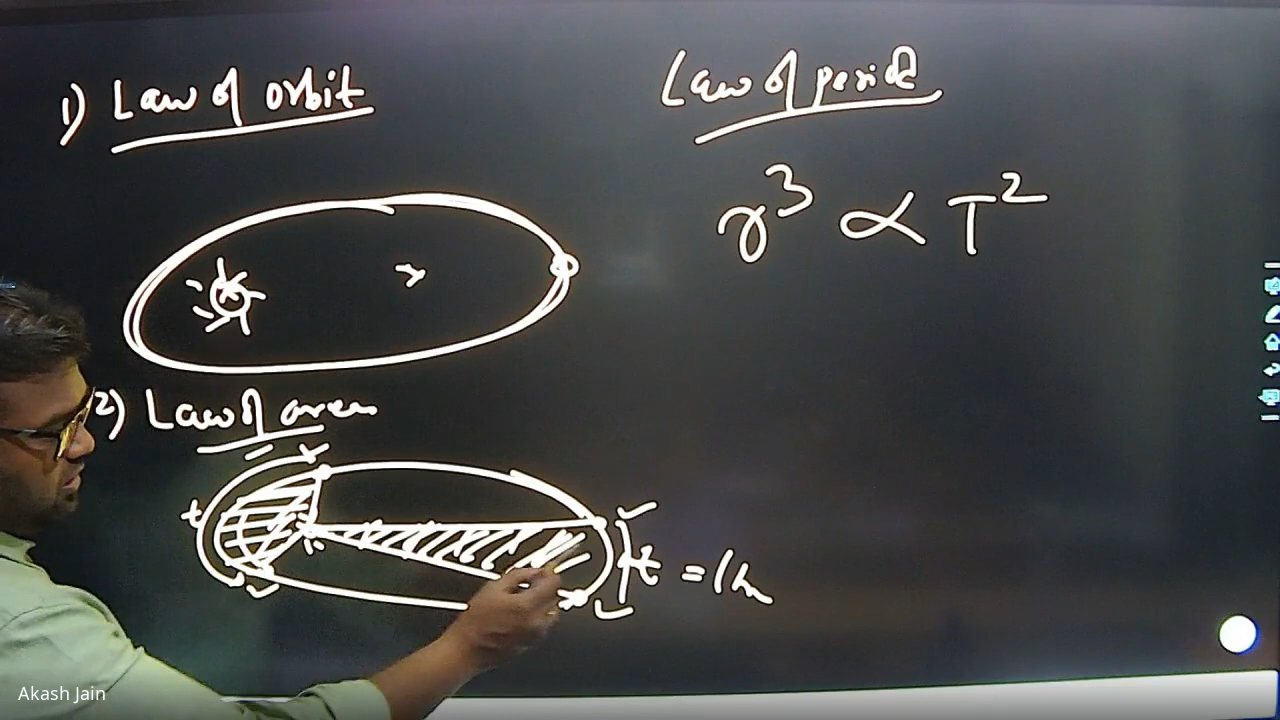 1) Law of orbit
2) Law of area
t
t = 1h
Law of period
r³ ∝ T²
Akash Jain